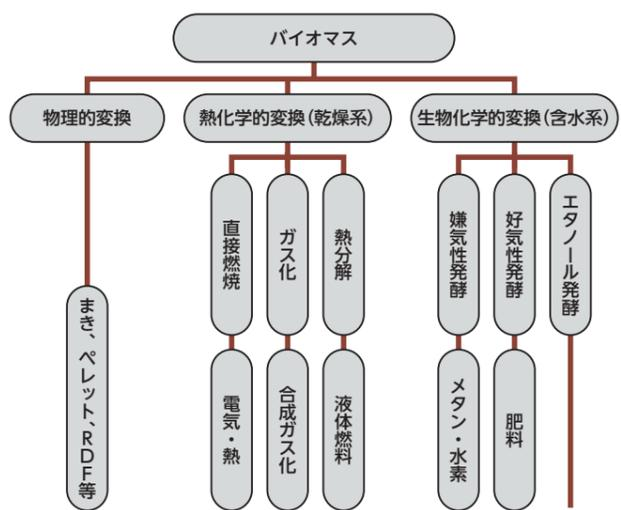 バイオマス
物理的変換
熱化学的変換(乾燥系)
生物化学的変換(含水系)
直接燃焼
ガス化
熱分解
嫌気性発酵
好気性発酵
エタノール発酵
まき、ペレット、RDF等
電気・熱
合成ガス化
液体燃料
メタン・水素
肥料